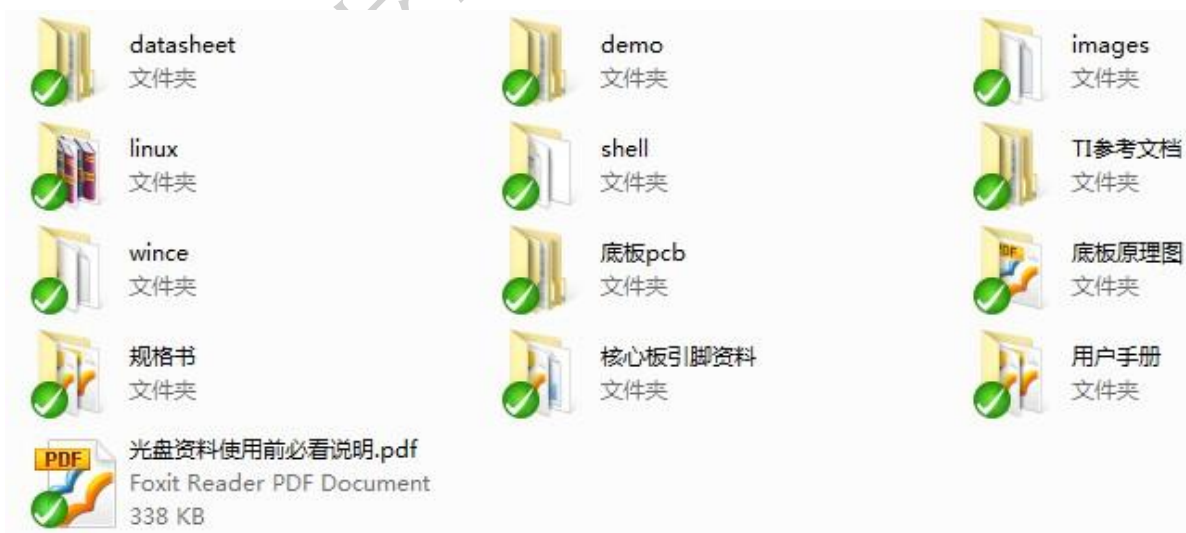 datasheet
文件夹
demo
文件夹
images
文件夹
linux
文件夹
shell
文件夹
TI参考文档
文件夹
wince
文件夹
底板pcb
文件夹
底板原理图
文件夹
规格书
文件夹
核心板引脚资料
文件夹
用户手册
文件夹
PDF
光盘资料使用前必看说明.pdf
Foxit Reader PDF Document
338 KB